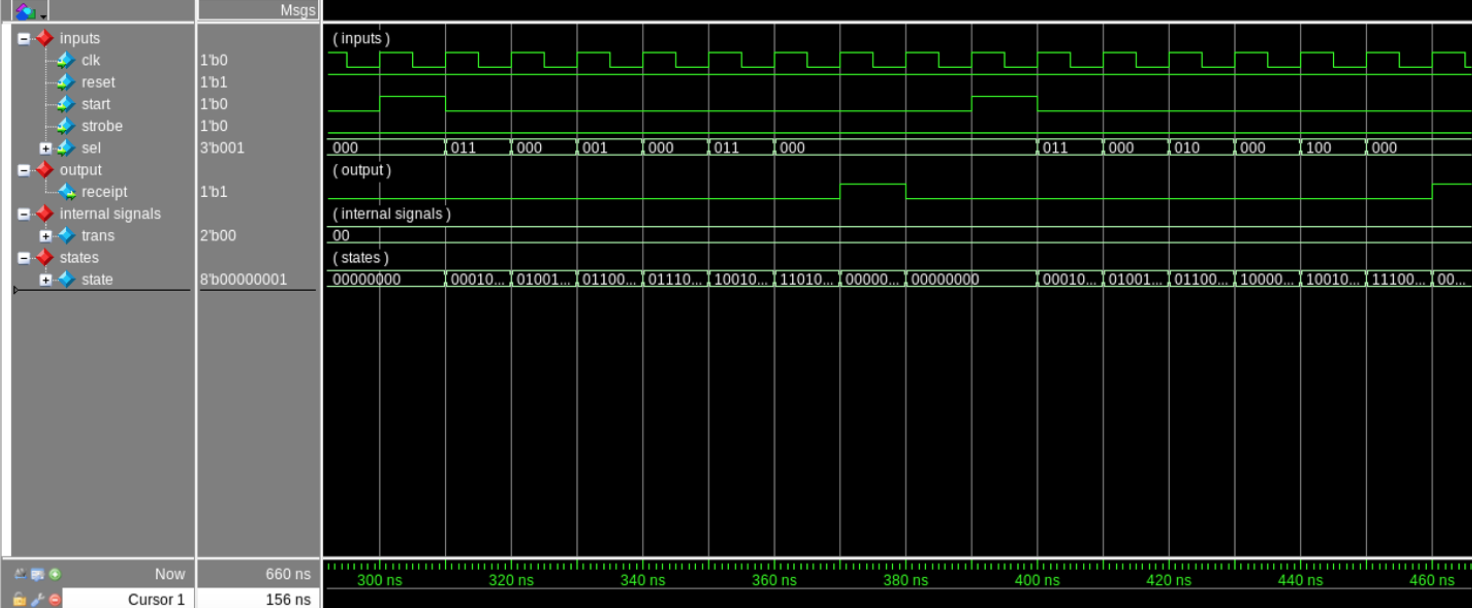 Msgs
inputs ( inputs )
clk 1'b0
reset 1'b1
start 1'b0
strobe 1'b0
sel 3'b001 000 011 000 001 000 011 000 011 000 010 000 100 000
output ( output )
receipt 1'b1
internal signals ( internal signals )
trans 2'b00 00
states ( states )
state 8'b00000001 00000000 00010... 01001... 01100... 01110... 10010... 11010... 00000... 00000000 00010... 01001... 01100... 10000... 10010... 11100... 00...
Now 660 ns 300 ns 320 ns 340 ns 360 ns 380 ns 400 ns 420 ns 440 ns 460 ns
Cursor 1 156 ns